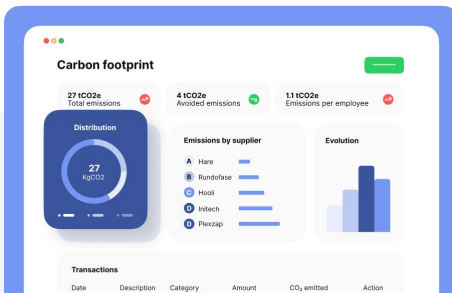 Carbon footprint
27 tCO2e
Total emissions
4 tCO2e
Avoided emissions
1.1 tCO2e
Emissions per employee
Distribution
27
KgCO2
Emissions by supplier
A Hare
B Rundofase
C Hooli
D Initech
D Plexzap
Evolution
Transactions
Date Description Category Amount CO₂ emitted Action